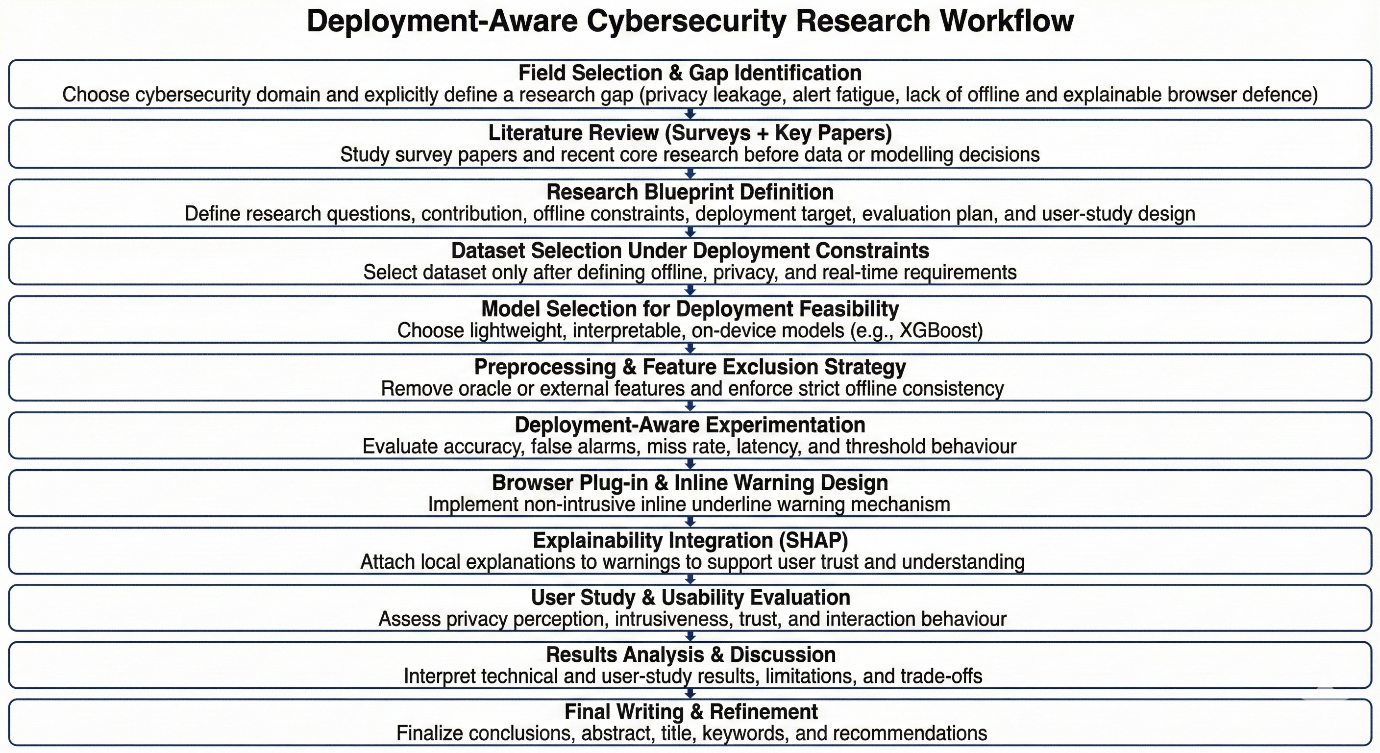 Deployment-Aware Cybersecurity Research Workflow
Field Selection & Gap Identification
Choose cybersecurity domain and explicitly define a research gap (privacy leakage, alert fatigue, lack of offline and explainable browser defence)
Literature Review (Surveys + Key Papers)
Study survey papers and recent core research before data or modelling decisions
Research Blueprint Definition
Define research questions, contribution, offline constraints, deployment target, evaluation plan, and user-study design
Dataset Selection Under Deployment Constraints
Select dataset only after defining offline, privacy, and real-time requirements
Model Selection for Deployment Feasibility
Choose lightweight, interpretable, on-device models (e.g., XGBoost)
Preprocessing & Feature Exclusion Strategy
Remove oracle or external features and enforce strict offline consistency
Deployment-Aware Experimentation
Evaluate accuracy, false alarms, miss rate, latency, and threshold behaviour
Browser Plug-in & Inline Warning Design
Implement non-intrusive inline underline warning mechanism
Explainability Integration (SHAP)
Attach local explanations to warnings to support user trust and understanding
User Study & Usability Evaluation
Assess privacy perception, intrusiveness, trust, and interaction behaviour
Results Analysis & Discussion
Interpret technical and user-study results, limitations, and trade-offs
Final Writing & Refinement
Finalize conclusions, abstract, title, keywords, and recommendations